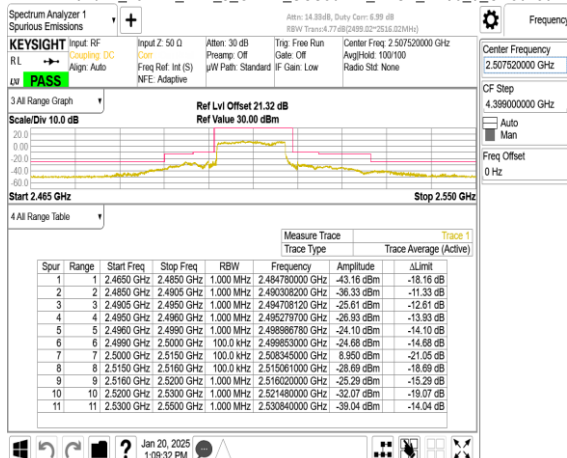 Spectrum Analyzer 1
Spurious Emissions
Attn: 14.33dB, Duty Corr: 6.99 dB
RBW Trans:4.77dB(2499.02~2516.02MHz)
Frequency
KEYSIGHT Input: RF Input Z: 50 Ω Atten: 30 dB Trig: Free Run Center Freq: 2.507520000 GHz
RL Coupling: DC Corr Preamp: Off Gate: Off Avg|Hold: 100/100
Align: Auto Freq Ref: Int (S) µW Path: Standard IF Gain: Low Radio Std: None
LXI PASS NFE: Adaptive
Center Frequency
2.507520000 GHz
CF Step
4.399000000 GHz
Auto
Man
Freq Offset
0 Hz
3 All Range Graph
Scale/Div 10.0 dB
Ref Lvl Offset 21.32 dB
Ref Value 30.00 dBm
20.0
0.00
-20.0
-40.0
-60.0
Start 2.465 GHz Stop 2.550 GHz
4 All Range Table
Measure Trace Trace 1
Trace Type Trace Average (Active)
Spur Range Start Freq Stop Freq RBW Frequency Amplitude ΔLimit
1 1 2.4650 GHz 2.4850 GHz 1.000 MHz 2.484780000 GHz -43.16 dBm -18.16 dB
2 2 2.4850 GHz 2.4905 GHz 1.000 MHz 2.490308200 GHz -36.33 dBm -11.33 dB
3 3 2.4905 GHz 2.4950 GHz 1.000 MHz 2.494708120 GHz -25.61 dBm -12.61 dB
4 4 2.4950 GHz 2.4960 GHz 1.000 MHz 2.495279700 GHz -26.93 dBm -13.93 dB
5 5 2.4960 GHz 2.4990 GHz 1.000 MHz 2.498986780 GHz -24.10 dBm -14.10 dB
6 6 2.4990 GHz 2.5000 GHz 100.0 kHz 2.499853000 GHz -24.68 dBm -14.68 dB
7 7 2.5000 GHz 2.5150 GHz 100.0 kHz 2.508345000 GHz 8.950 dBm -21.05 dB
8 8 2.5150 GHz 2.5160 GHz 100.0 kHz 2.515061000 GHz -28.69 dBm -18.69 dB
9 9 2.5160 GHz 2.5200 GHz 1.000 MHz 2.516020000 GHz -25.29 dBm -15.29 dB
10 10 2.5200 GHz 2.5300 GHz 1.000 MHz 2.521480000 GHz -32.07 dBm -19.07 dB
11 11 2.5300 GHz 2.5500 GHz 1.000 MHz 2.530840000 GHz -39.04 dBm -14.04 dB
Jan 20, 2025
1:09:32 PM